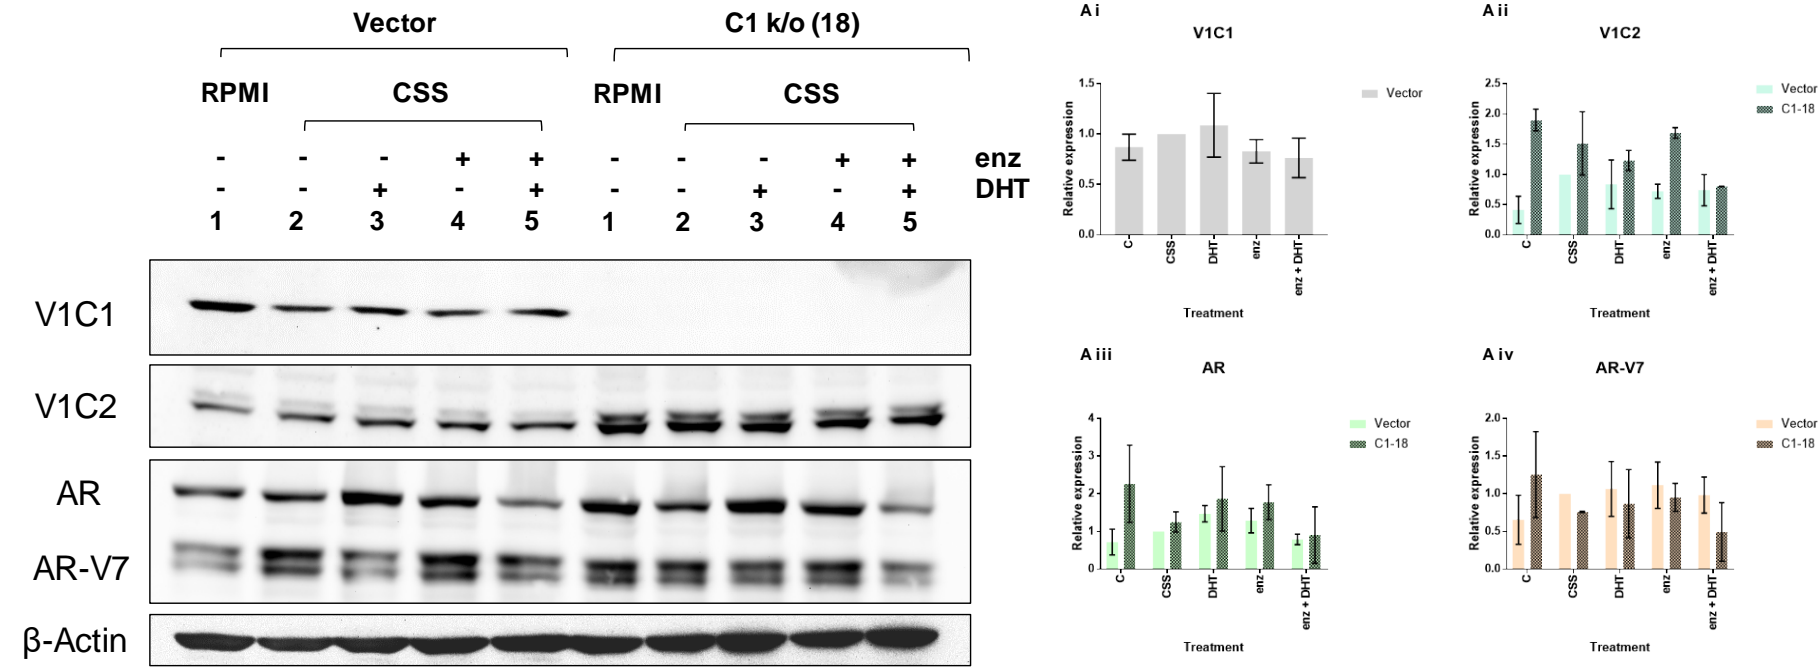 Vector
C1 k/o (18)
RPMI CSS RPMI CSS
- - - + + - - - + + enz
- - + - + - - + - + DHT
1 2 3 4 5 1 2 3 4 5
V1C1
V1C2
AR
AR-V7
β-Actin
A i
V1C1
Relative expression
1.5
1.0
0.5
0.0
C
CSS
DHT
enz
enz + DHT
Treatment
Vector
A ii
V1C2
Relative expression
2.5
2.0
1.5
1.0
0.5
0.0
C
CSS
DHT
enz
enz + DHT
Treatment
Vector
C1-18
A iii
AR
Relative expression
4
3
2
1
0
C
CSS
DHT
enz
enz + DHT
Treatment
Vector
C1-18
A iv
AR-V7
Relative expression
2.0
1.5
1.0
0.5
0.0
C
CSS
DHT
enz
enz + DHT
Treatment
Vector
C1-18